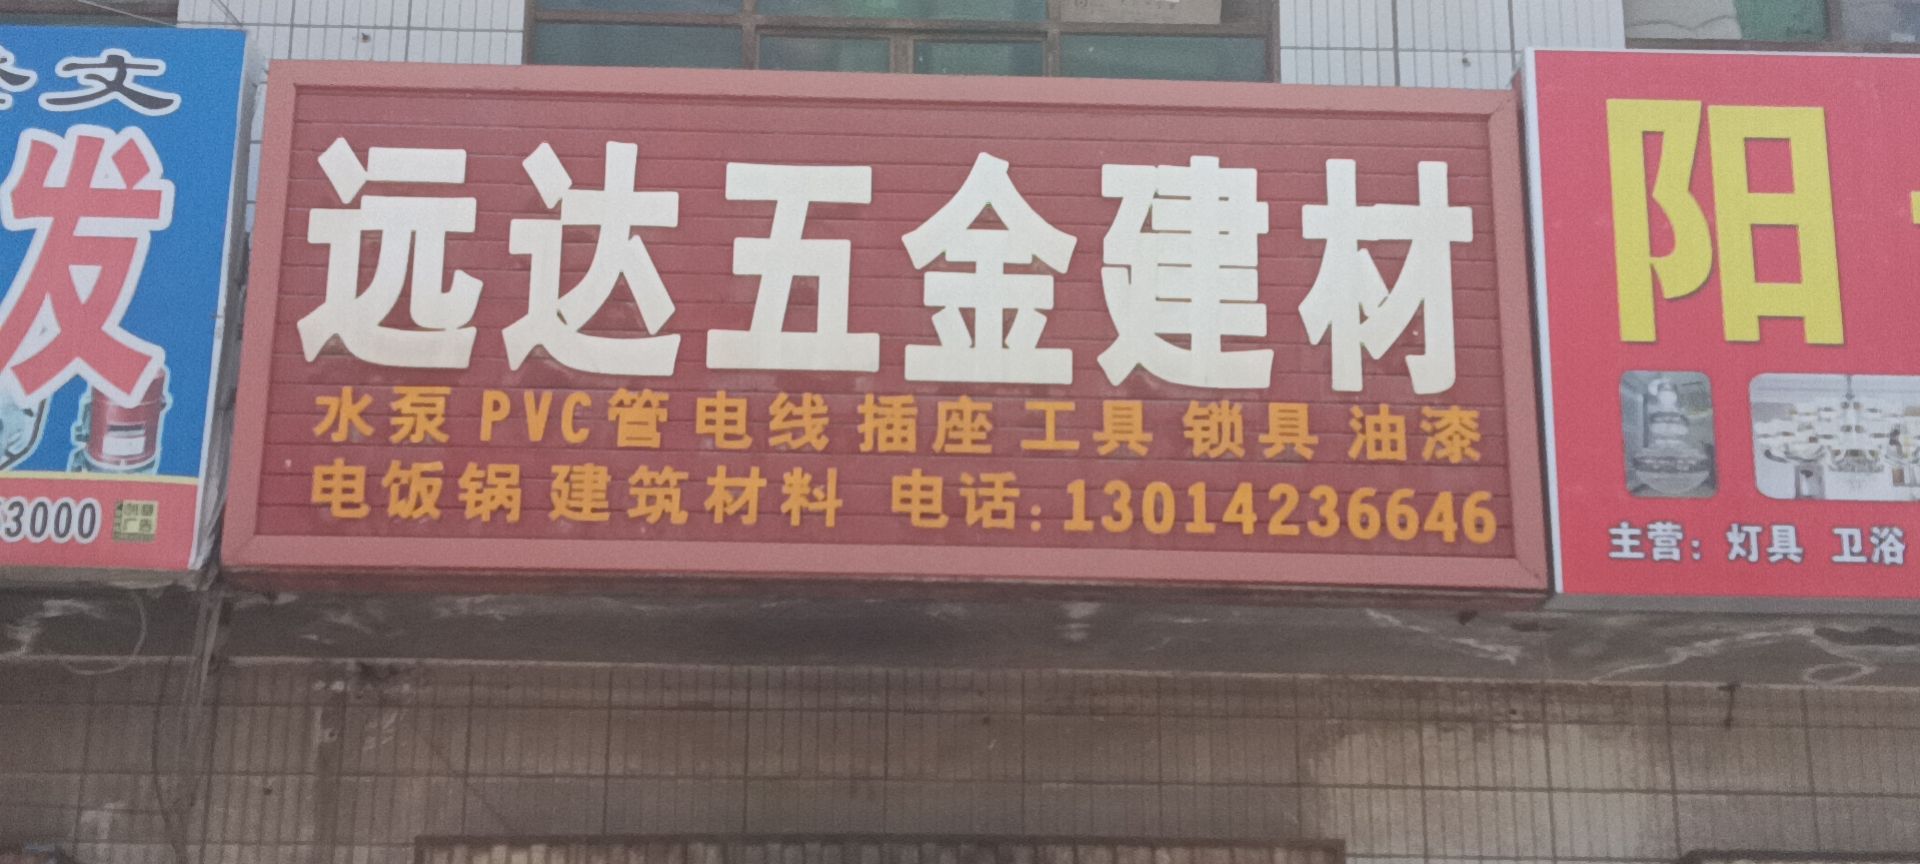 文
发
3000
广告
远达五金建材
水泵 PVC管 电线 插座 工具 锁具 油漆
电饭锅 建筑材料 电话:13014236646
阳
主营: 灯具 卫浴